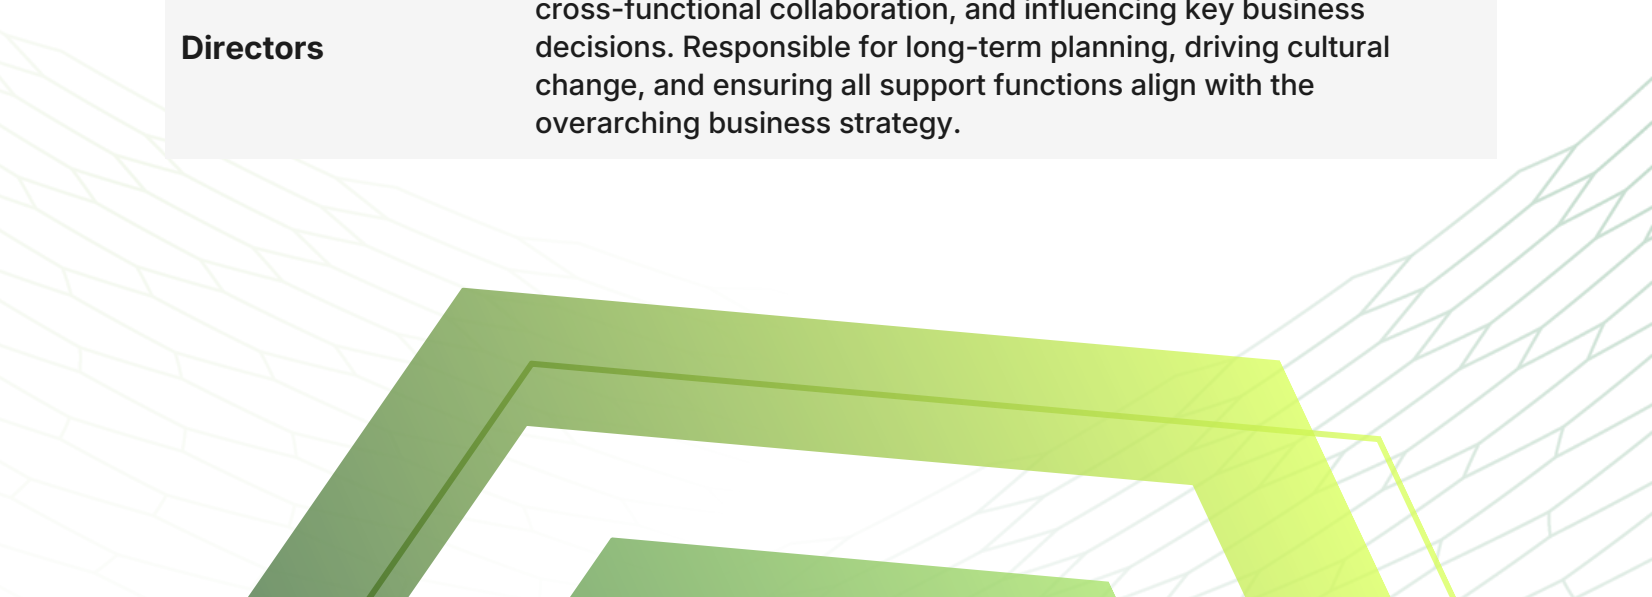 cross-functional collaboration, and influencing key business
Directors
decisions. Responsible for long-term planning, driving cultural
change, and ensuring all support functions align with the
overarching business strategy.